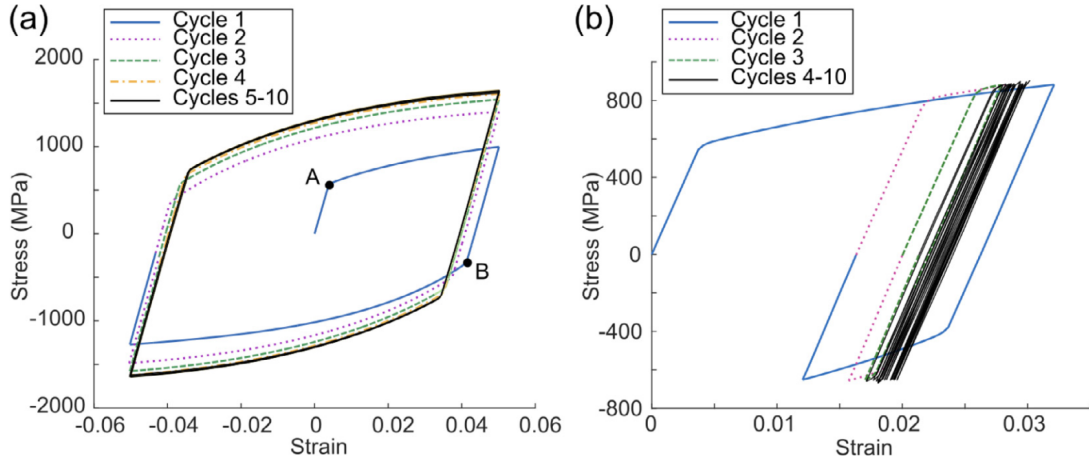 (a)
Cycle 1
Cycle 2
Cycle 3
Cycle 4
Cycles 5-10
2000
1000
0
-1000
-2000
Stress (MPa)
A
B
-0.06
-0.04
-0.02
0
0.02
0.04
0.06
Strain
(b)
Cycle 1
Cycle 2
Cycle 3
Cycles 4-10
800
400
0
-400
-800
Stress (MPa)
0
0.01
0.02
0.03
Strain